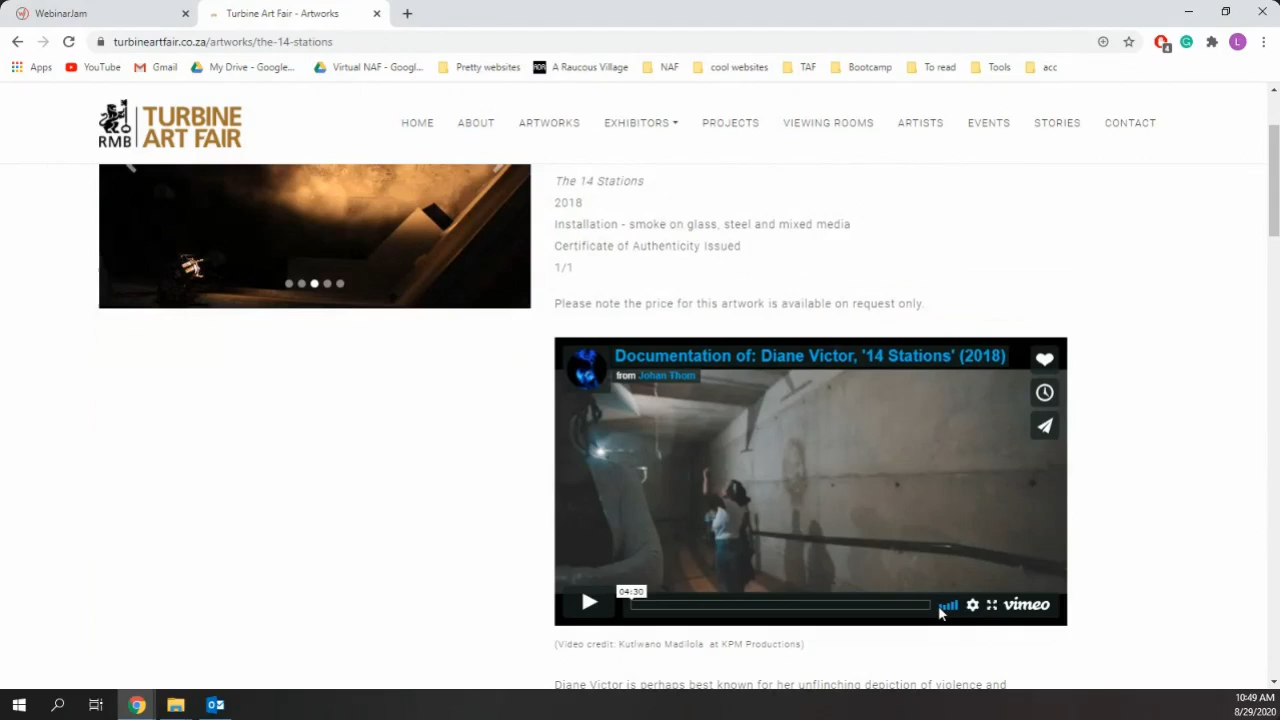 WebinarJam
Turbine Art Fair - Artworks
turbineartfair.co.za/artworks/the-14-stations
4
L
Apps YouTube Gmail My Drive - Google... Virtual NAF - Googl... Pretty websites A Raucous Village NAF cool websites TAF Bootcamp To read Tools acc
RMB TURBINE ART FAIR
HOME ABOUT ARTWORKS EXHIBITORS PROJECTS VIEWING ROOMS ARTISTS EVENTS STORIES CONTACT
The 14 Stations
2018
Installation - smoke on glass, steel and mixed media
Certificate of Authenticity Issued
1/1
Please note the price for this artwork is available on request only.
Documentation of: Diane Victor, '14 Stations' (2018)
from Johan Thom
04:30
vimeo
(Video credit: Kutlwano Madilola at KPM Productions)
Diane Victor is perhaps best known for her unflinching depiction of violence and
10:49 AM
8/29/2020